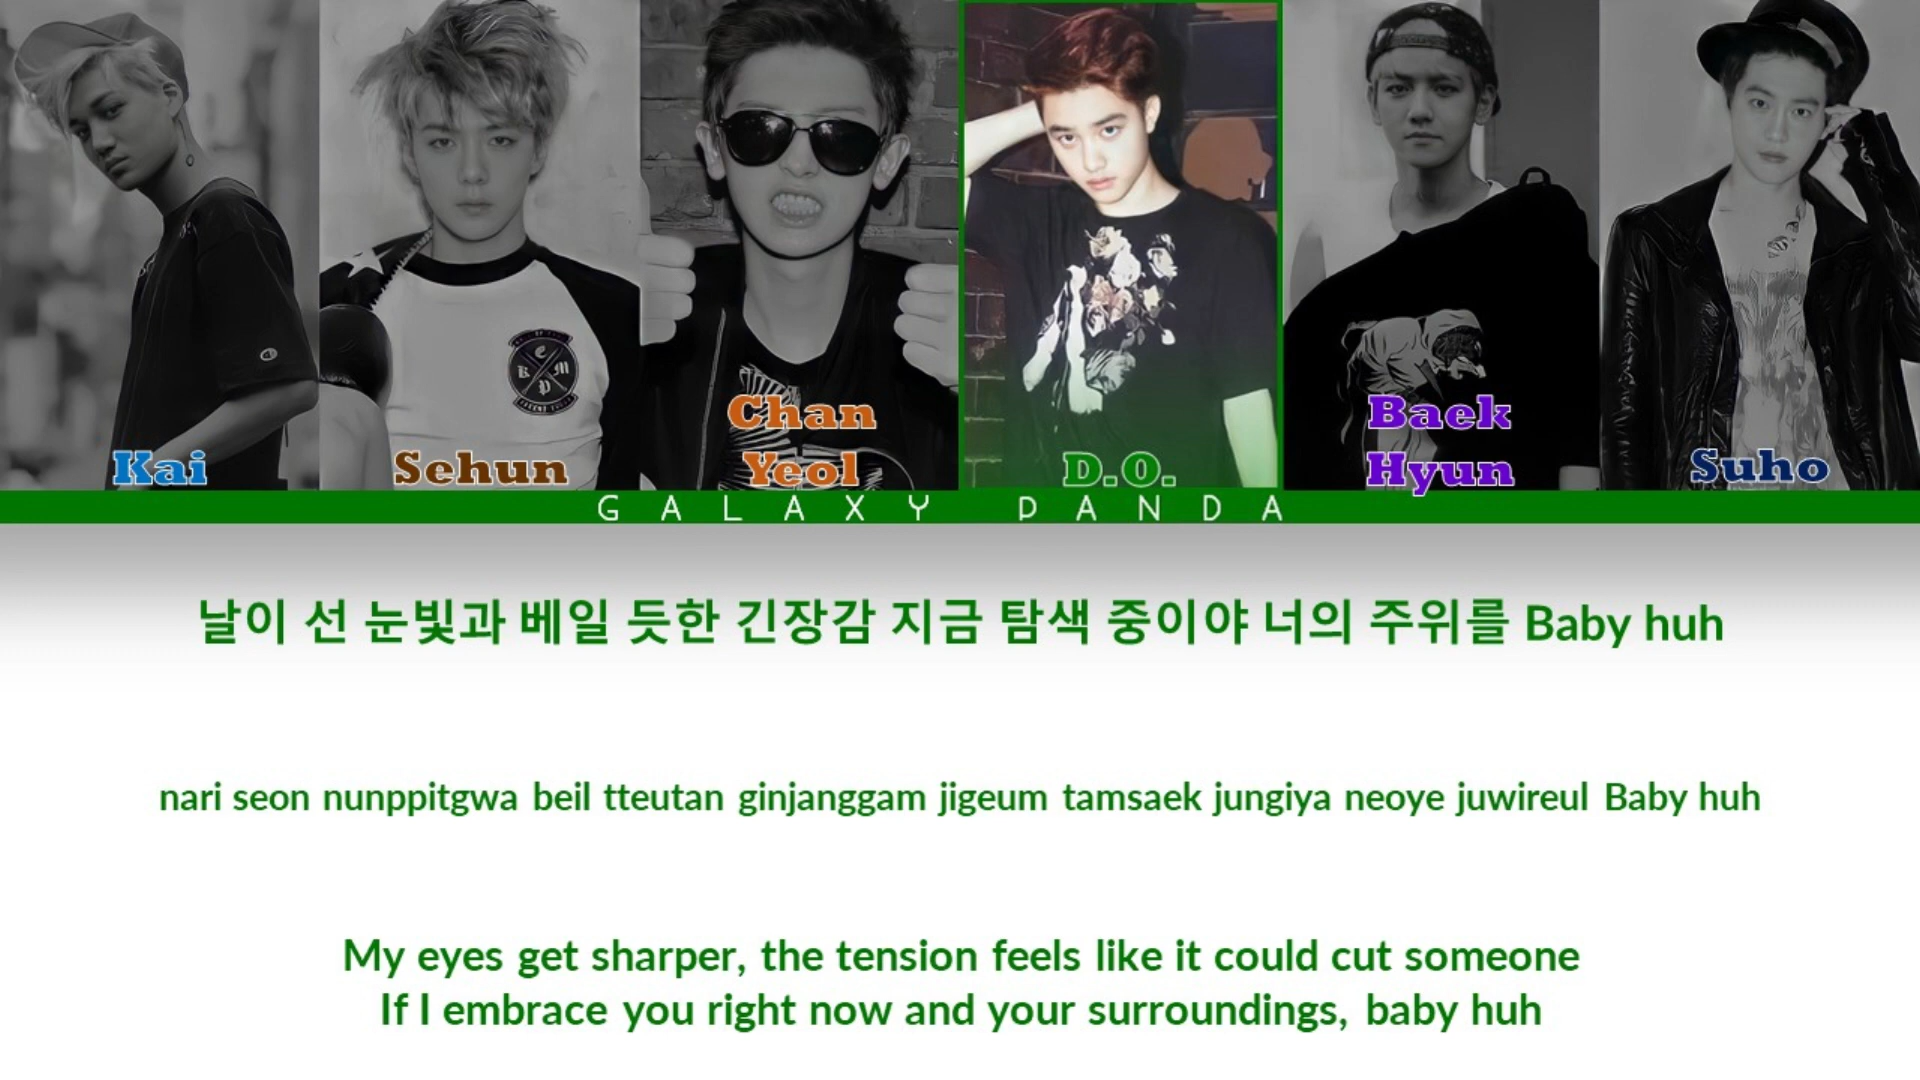 Kai
Sehun
Chan
Yeol
D.O.
Baek
Hyun
Suho
GALAXY PANDA
날이 선 눈빛과 베일 듯한 긴장감 지금 탐색 중이야 너의 주위를 Baby huh
nari seon nunppitgwa beil tteutan ginjanggam jigeum tamsaek jungiya neoye juwireul Baby huh
My eyes get sharper, the tension feels like it could cut someone
If I embrace you right now and your surroundings, baby huh